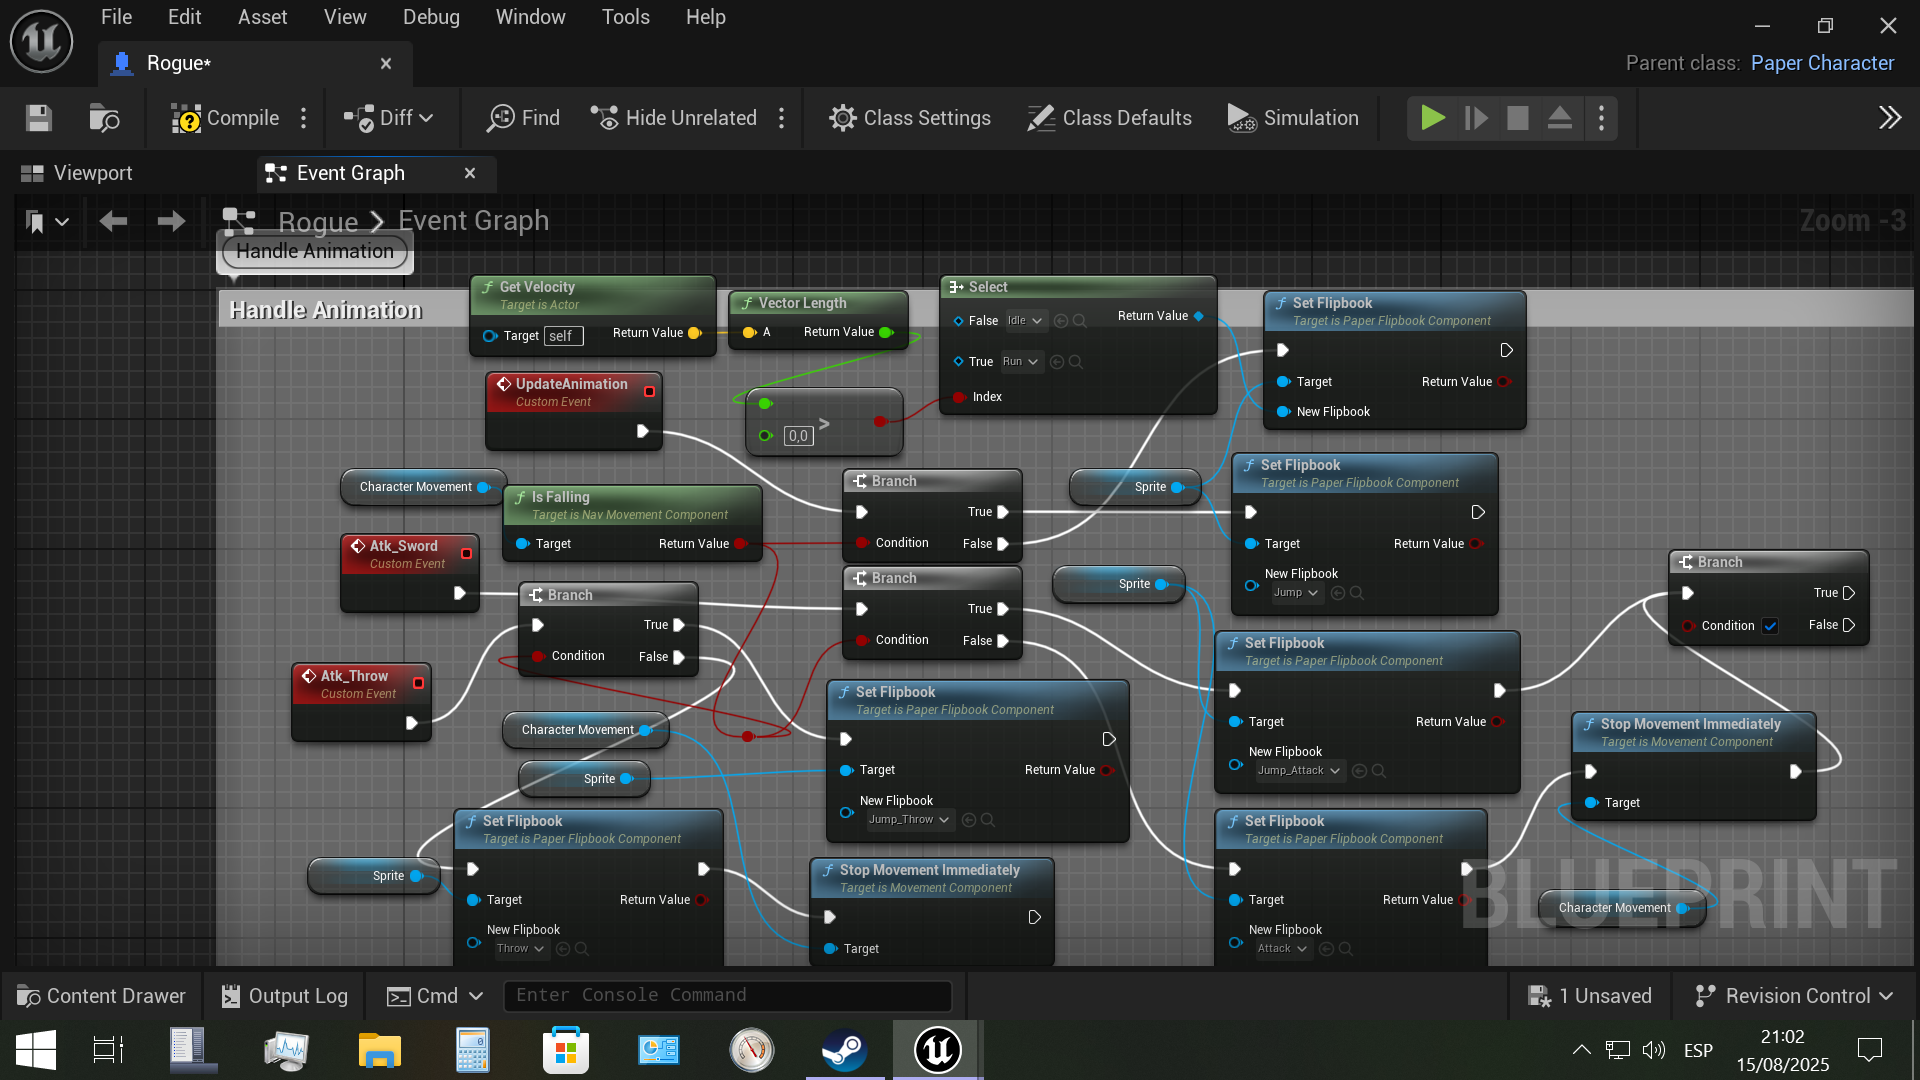 File Edit Asset View Debug Window Tools Help
Rogue*
Parent class: Paper Character
Compile
Diff
Find
Hide Unrelated
Class Settings
Class Defaults
Simulation
Viewport
Event Graph
Rogue > Event Graph
Zoom -3
Handle Animation
Handle Animation
Get Velocity
Target is Actor
Target self Return Value
Vector Length
A Return Value
Select
False Idle Return Value
True Run
Index
Set Flipbook
Target is Paper Flipbook Component
Target Return Value
New Flipbook
UpdateAnimation
Custom Event
0,0 >
Character Movement
Is Falling
Target is Nav Movement Component
Target Return Value
Branch
True
Condition False
Sprite
Set Flipbook
Target is Paper Flipbook Component
Target Return Value
New Flipbook
Jump
Atk_Sword
Custom Event
Branch
True
Condition False
Branch
True
Condition False
Sprite
Branch
True
Condition False
Atk_Throw
Custom Event
Set Flipbook
Target is Paper Flipbook Component
Target Return Value
New Flipbook
Jump_Attack
Character Movement
Sprite
Set Flipbook
Target is Paper Flipbook Component
Target Return Value
New Flipbook
Jump_Throw
Stop Movement Immediately
Target is Movement Component
Target
Set Flipbook
Target is Paper Flipbook Component
Sprite
Target Return Value
New Flipbook
Throw
Stop Movement Immediately
Target is Movement Component
Target
Set Flipbook
Target is Paper Flipbook Component
Target Return Value
New Flipbook
Attack
Character Movement
BLUEPRINT
Content Drawer
Output Log
Cmd
Enter Console Command
1 Unsaved
Revision Control
0
ESP
21:02
15/08/2025